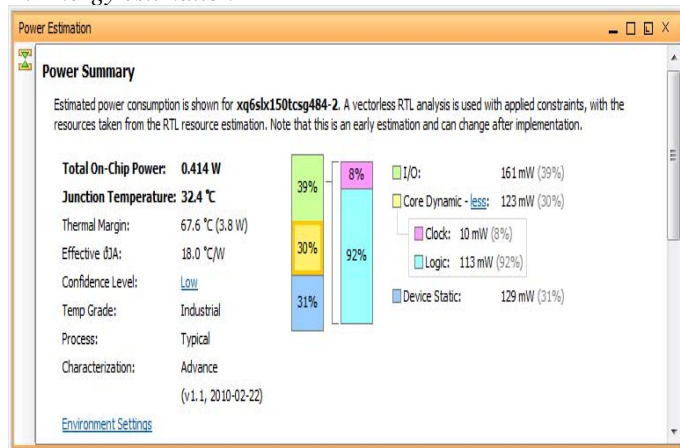 Power Estimation
Power Summary
Estimated power consumption is shown for xq6slx150tcsg484-2. A vectorless RTL analysis is used with applied constraints, with the
resources taken from the RTL resource estimation. Note that this is an early estimation and can change after implementation.
Total On-Chip Power: 0.414 W
Junction Temperature: 32.4 °C
Thermal Margin: 67.6 °C (3.8 W)
Effective ϑJA: 18.0 °C/W
Confidence Level: Low
Temp Grade: Industrial
Process: Typical
Characterization: Advance
(v1.1, 2010-02-22)
Environment Settings
39%
30%
31%
8%
92%
I/O: 161 mW (39%)
Core Dynamic - less: 123 mW (30%)
Clock: 10 mW (8%)
Logic: 113 mW (92%)
Device Static: 129 mW (31%)